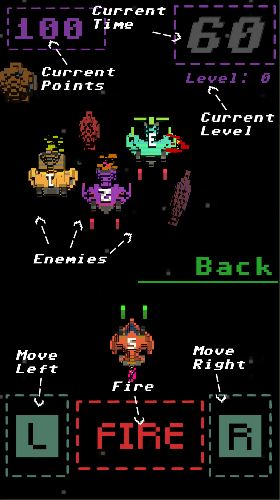 Current
Time
100
60
Level: 0
Current
Points
Current
Level
E
T
Enemies
Back
S
Move
Left
Move
Right
Fire
L
FIRE
R